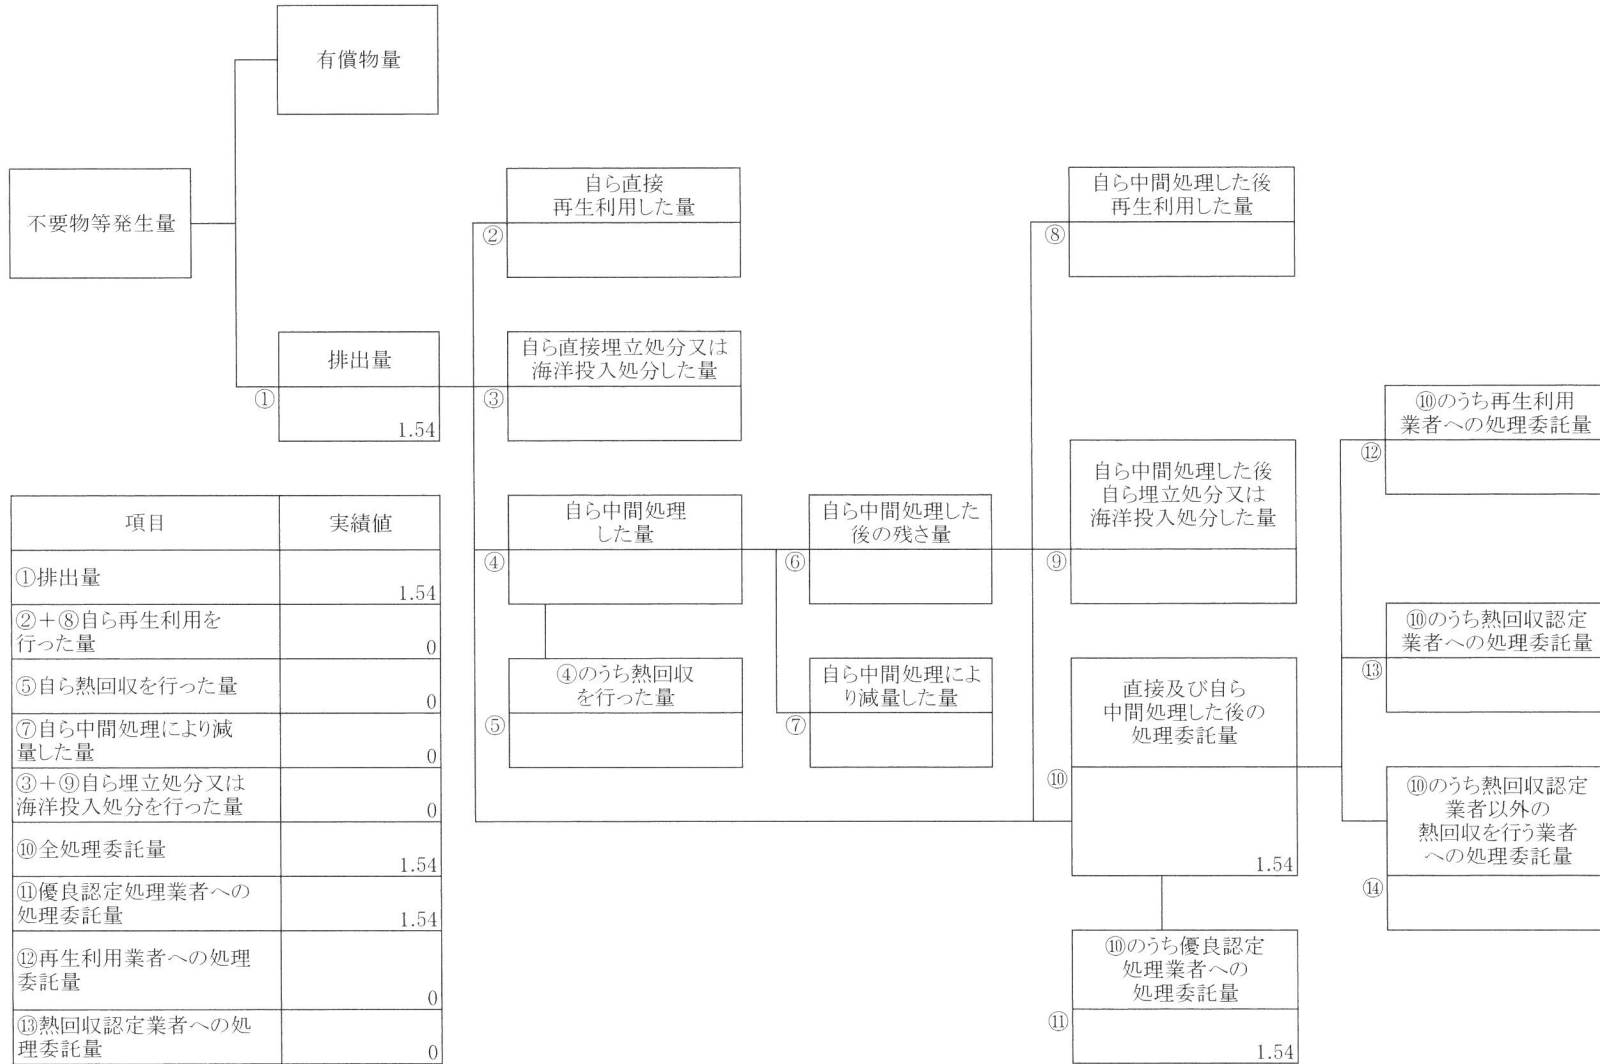 有償物量
不要物等発生量
自ら直接
再生利用した量
②
自ら中間処理した後
再生利用した量
⑧
排出量
①
1.54
自ら直接埋立処分又は
海洋投入処分した量
③
⑩のうち再生利用
業者への処理委託量
⑫
自ら中間処理
した量
④
自ら中間処理した
後の残さ量
⑥
自ら中間処理した後
自ら埋立処分又は
海洋投入処分した量
⑨
④のうち熱回収
を行った量
⑤
自ら中間処理によ
り減量した量
⑦
直接及び自ら
中間処理した後の
処理委託量
⑩
1.54
⑩のうち熱回収認定
業者への処理委託量
⑬
⑩のうち熱回収認定
業者以外の
熱回収を行う業者
への処理委託量
⑭
⑩のうち優良認定
処理業者への
処理委託量
⑪
1.54
項目 実績値
①排出量
1.54
②+⑧自ら再生利用を
行った量
0
⑤自ら熱回収を行った量
0
⑦自ら中間処理により減
量した量
0
③+⑨自ら埋立処分又は
海洋投入処分を行った量
0
⑩全処理委託量
1.54
⑪優良認定処理業者への
処理委託量
1.54
⑫再生利用業者への処理
委託量
0
⑬熱回収認定業者への処
理委託量
0